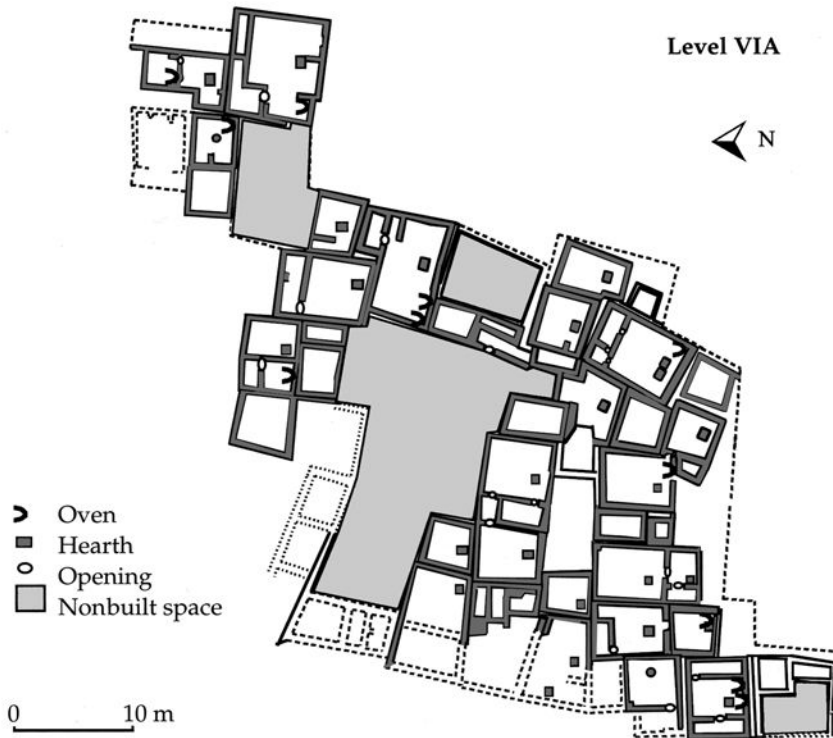 Level VIA
N
Oven
Hearth
Opening
Nonbuilt space
0 10 m